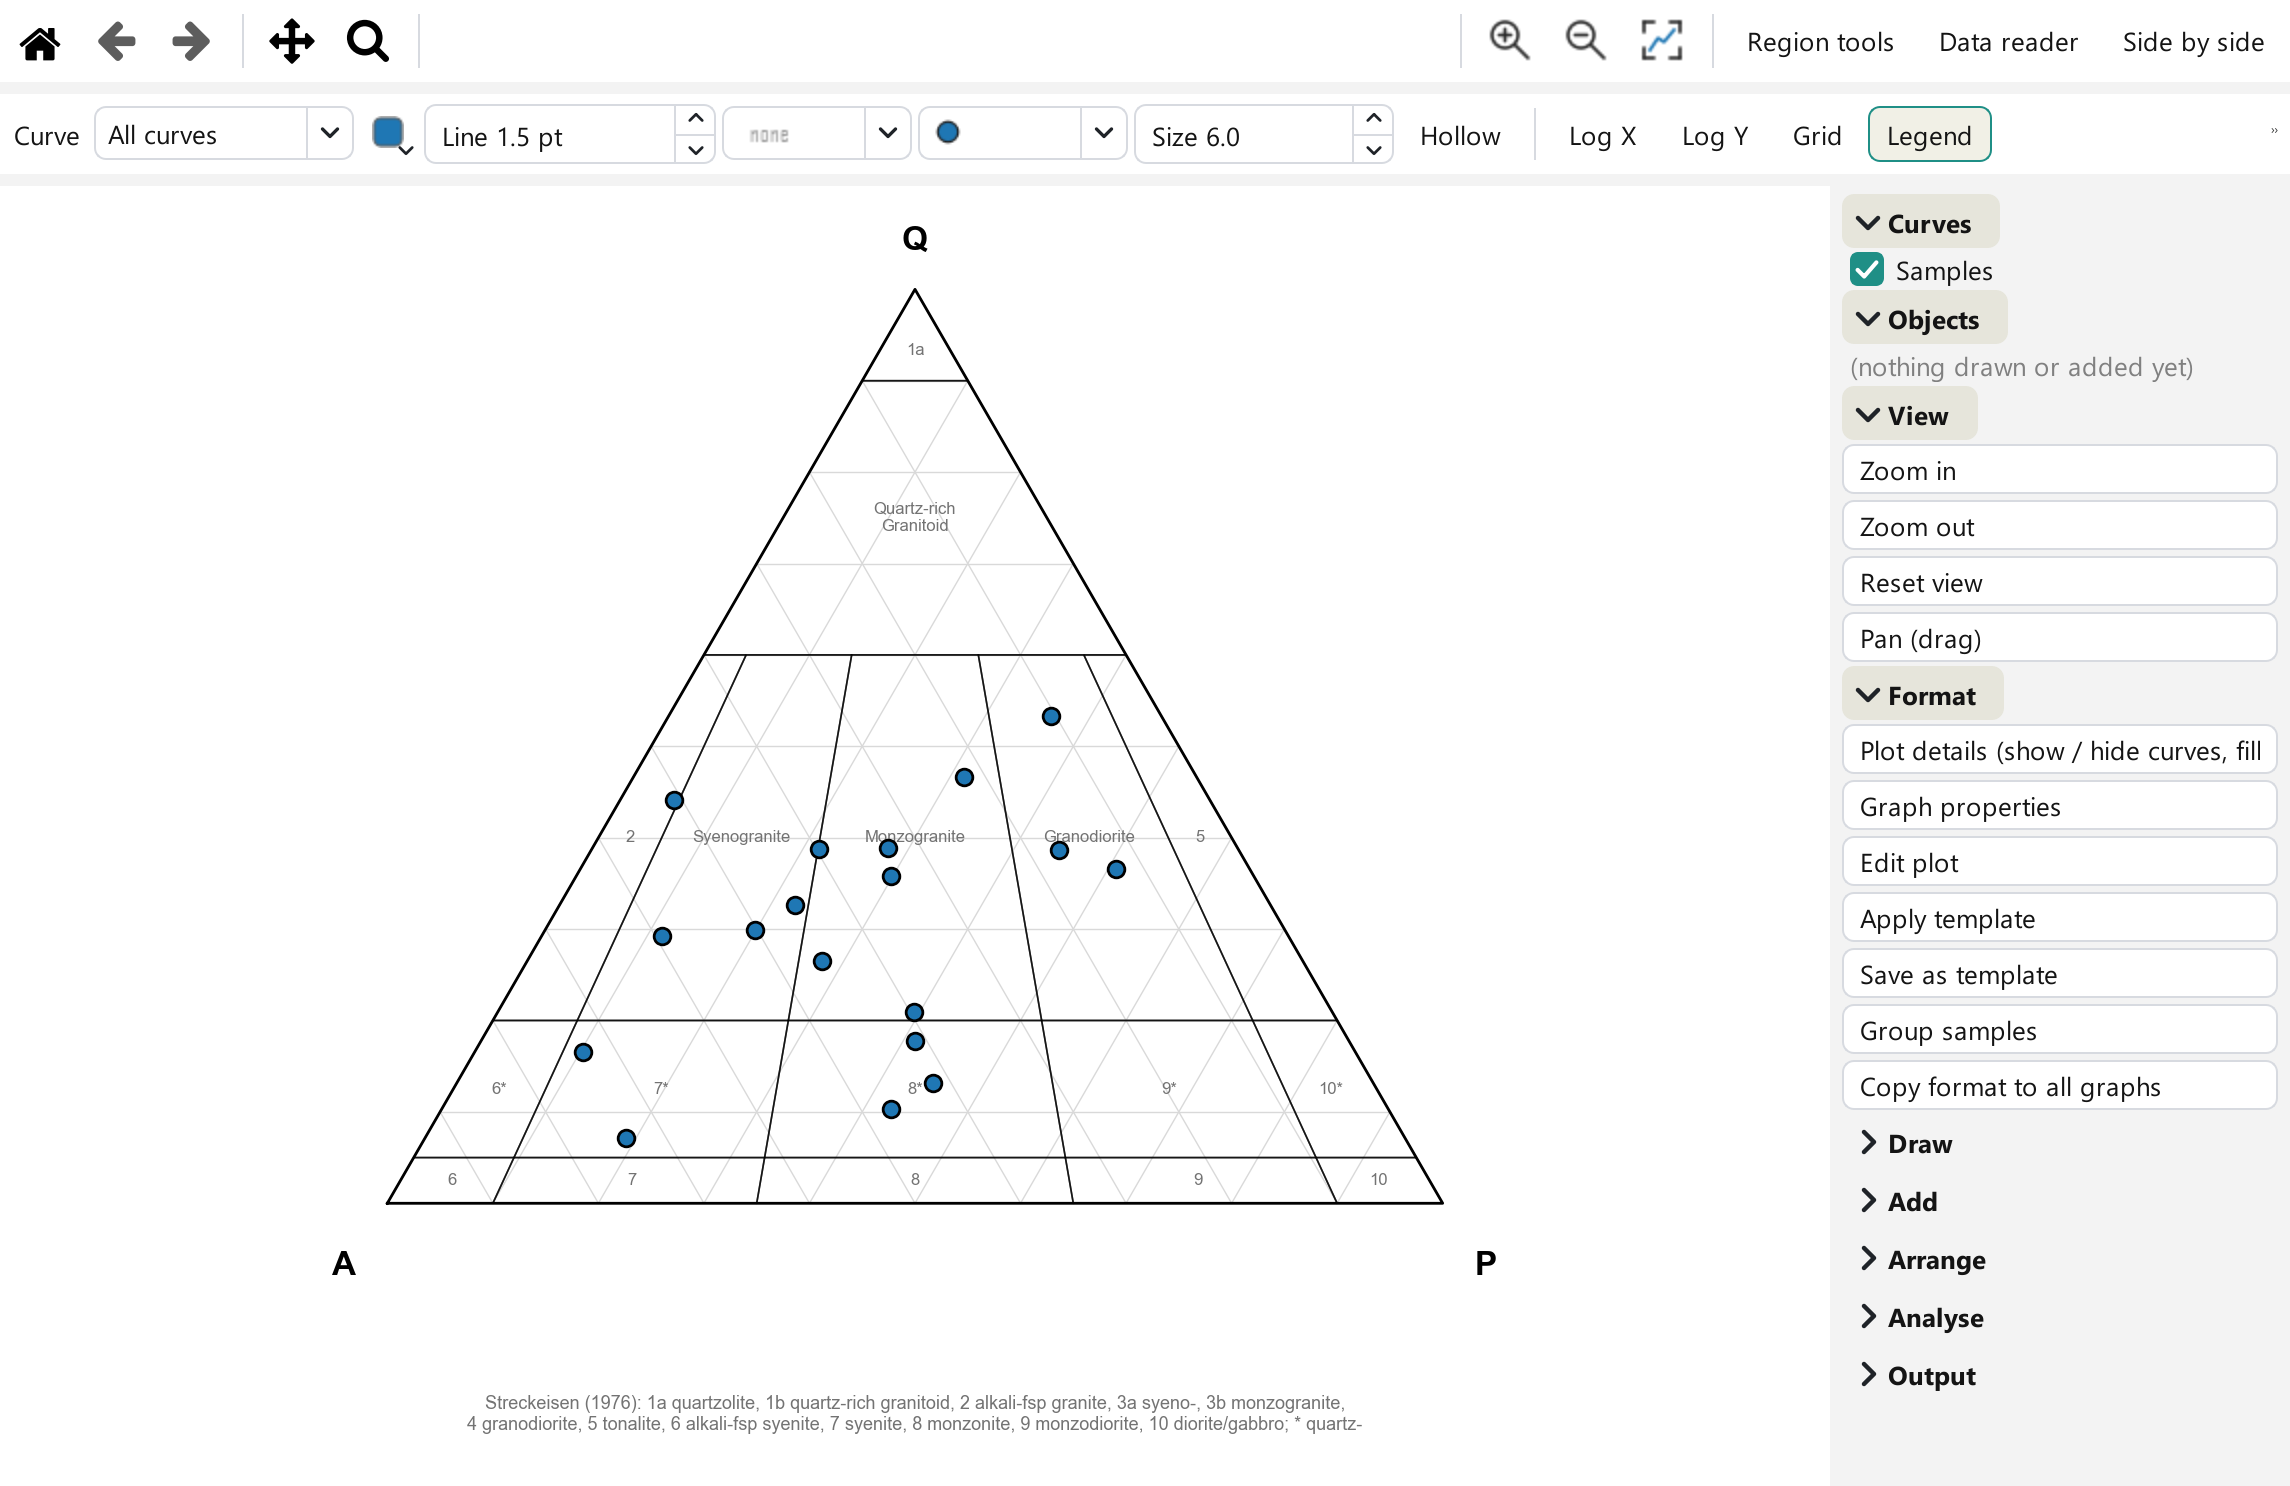 Region tools Data reader Side by side
Curve All curves Line 1.5 pt none Size 6.0 Hollow Log X Log Y Grid Legend »
Q
1a
Quartz-rich
Granitoid
2 Syenogranite Monzogranite Granodiorite 5
6* 7* 8* 9* 10*
6 7 8 9 10
A P
Streckeisen (1976): 1a quartzolite, 1b quartz-rich granitoid, 2 alkali-fsp granite, 3a syeno-, 3b monzogranite,
4 granodiorite, 5 tonalite, 6 alkali-fsp syenite, 7 syenite, 8 monzonite, 9 monzodiorite, 10 diorite/gabbro; * quartz-
Curves
Samples
Objects
(nothing drawn or added yet)
View
Zoom in
Zoom out
Reset view
Pan (drag)
Format
Plot details (show / hide curves, fill
Graph properties
Edit plot
Apply template
Save as template
Group samples
Copy format to all graphs
Draw
Add
Arrange
Analyse
Output